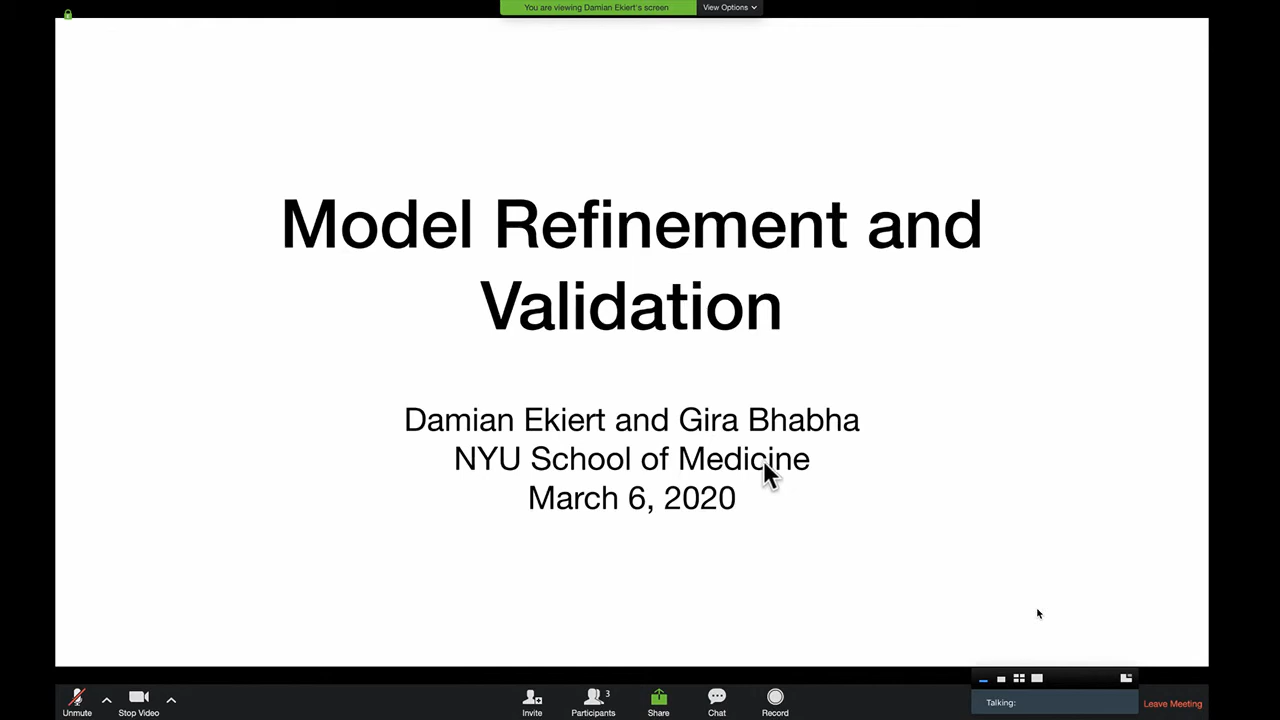 You are viewing Damian Ekiert's screen
View Options
Model Refinement and
Validation
Damian Ekiert and Gira Bhabha
NYU School of Medicine
March 6, 2020
Talking:
Unmute
Stop Video
Invite
Participants
3
Share
Chat
Record
Leave Meeting